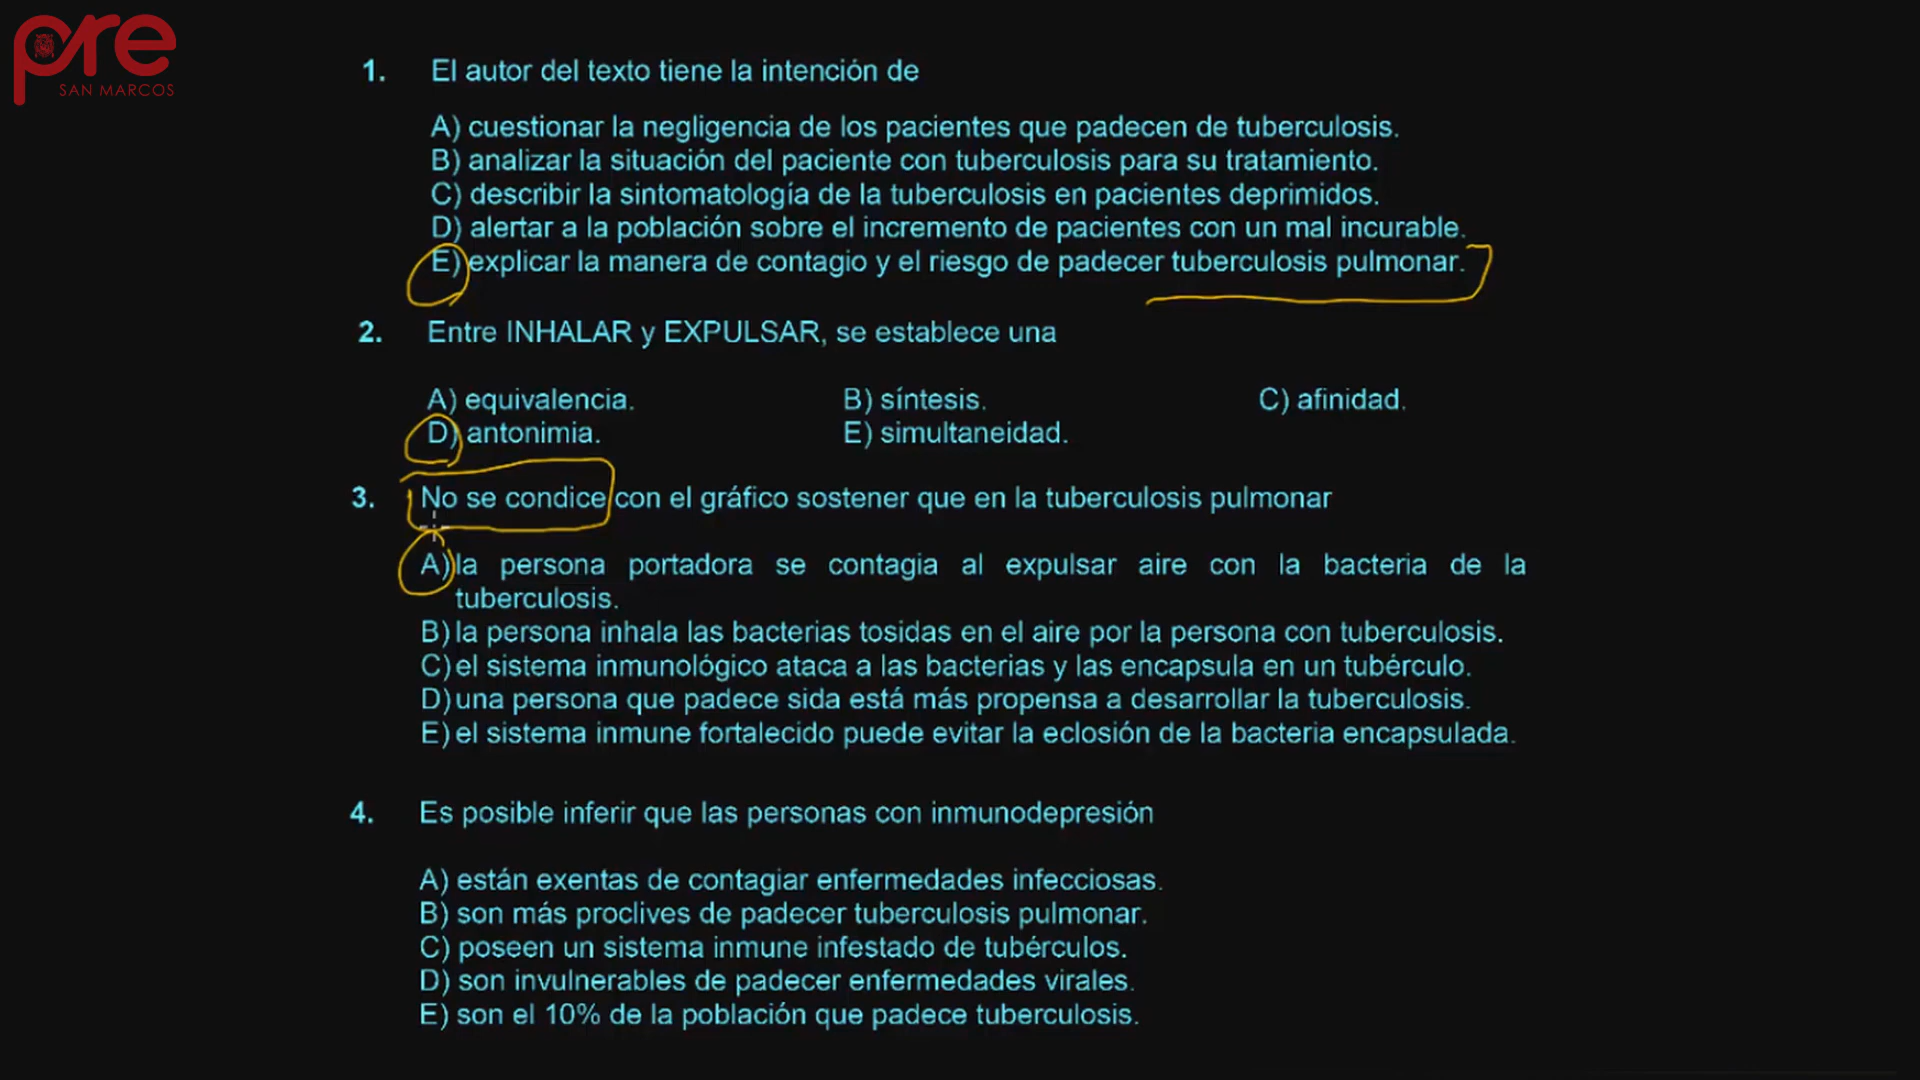 pre
SAN MARCOS
1. El autor del texto tiene la intención de
A) cuestionar la negligencia de los pacientes que padecen de tuberculosis.
B) analizar la situación del paciente con tuberculosis para su tratamiento.
C) describir la sintomatología de la tuberculosis en pacientes deprimidos.
D) alertar a la población sobre el incremento de pacientes con un mal incurable.
E) explicar la manera de contagio y el riesgo de padecer tuberculosis pulmonar.
2. Entre INHALAR y EXPULSAR, se establece una
A) equivalencia. B) síntesis. C) afinidad.
D) antonimia. E) simultaneidad.
3. No se condice con el gráfico sostener que en la tuberculosis pulmonar
A) la persona portadora se contagia al expulsar aire con la bacteria de la
tuberculosis.
B) la persona inhala las bacterias tosidas en el aire por la persona con tuberculosis.
C) el sistema inmunológico ataca a las bacterias y las encapsula en un tubérculo.
D) una persona que padece sida está más propensa a desarrollar la tuberculosis.
E) el sistema inmune fortalecido puede evitar la eclosión de la bacteria encapsulada.
4. Es posible inferir que las personas con inmunodepresión
A) están exentas de contagiar enfermedades infecciosas.
B) son más proclives de padecer tuberculosis pulmonar.
C) poseen un sistema inmune infestado de tubérculos.
D) son invulnerables de padecer enfermedades virales.
E) son el 10% de la población que padece tuberculosis.